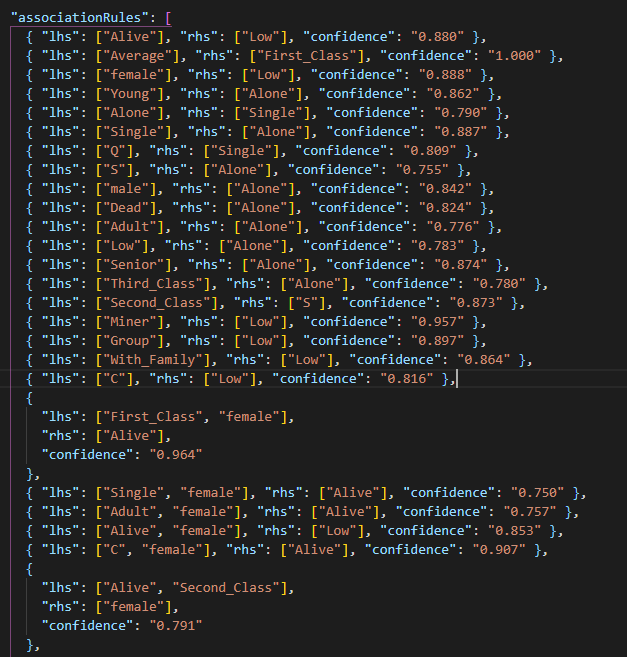 "associationRules": [
{ "lhs": ["Alive"], "rhs": ["Low"], "confidence": "0.880" },
{ "lhs": ["Average"], "rhs": ["First_Class"], "confidence": "1.000" },
{ "lhs": ["female"], "rhs": ["Low"], "confidence": "0.888" },
{ "lhs": ["Young"], "rhs": ["Alone"], "confidence": "0.862" },
{ "lhs": ["Alone"], "rhs": ["Single"], "confidence": "0.790" },
{ "lhs": ["Single"], "rhs": ["Alone"], "confidence": "0.887" },
{ "lhs": ["Q"], "rhs": ["Single"], "confidence": "0.809" },
{ "lhs": ["S"], "rhs": ["Alone"], "confidence": "0.755" },
{ "lhs": ["male"], "rhs": ["Alone"], "confidence": "0.842" },
{ "lhs": ["Dead"], "rhs": ["Alone"], "confidence": "0.824" },
{ "lhs": ["Adult"], "rhs": ["Alone"], "confidence": "0.776" },
{ "lhs": ["Low"], "rhs": ["Alone"], "confidence": "0.783" },
{ "lhs": ["Senior"], "rhs": ["Alone"], "confidence": "0.874" },
{ "lhs": ["Third_Class"], "rhs": ["Alone"], "confidence": "0.780" },
{ "lhs": ["Second_Class"], "rhs": ["S"], "confidence": "0.873" },
{ "lhs": ["Miner"], "rhs": ["Low"], "confidence": "0.957" },
{ "lhs": ["Group"], "rhs": ["Low"], "confidence": "0.897" },
{ "lhs": ["With_Family"], "rhs": ["Low"], "confidence": "0.864" },
{ "lhs": ["C"], "rhs": ["Low"], "confidence": "0.816" },
{
"lhs": ["First_Class", "female"],
"rhs": ["Alive"],
"confidence": "0.964"
},
{ "lhs": ["Single", "female"], "rhs": ["Alive"], "confidence": "0.750" },
{ "lhs": ["Adult", "female"], "rhs": ["Alive"], "confidence": "0.757" },
{ "lhs": ["Alive", "female"], "rhs": ["Low"], "confidence": "0.853" },
{ "lhs": ["C", "female"], "rhs": ["Alive"], "confidence": "0.907" },
{
"lhs": ["Alive", "Second_Class"],
"rhs": ["female"],
"confidence": "0.791"
},